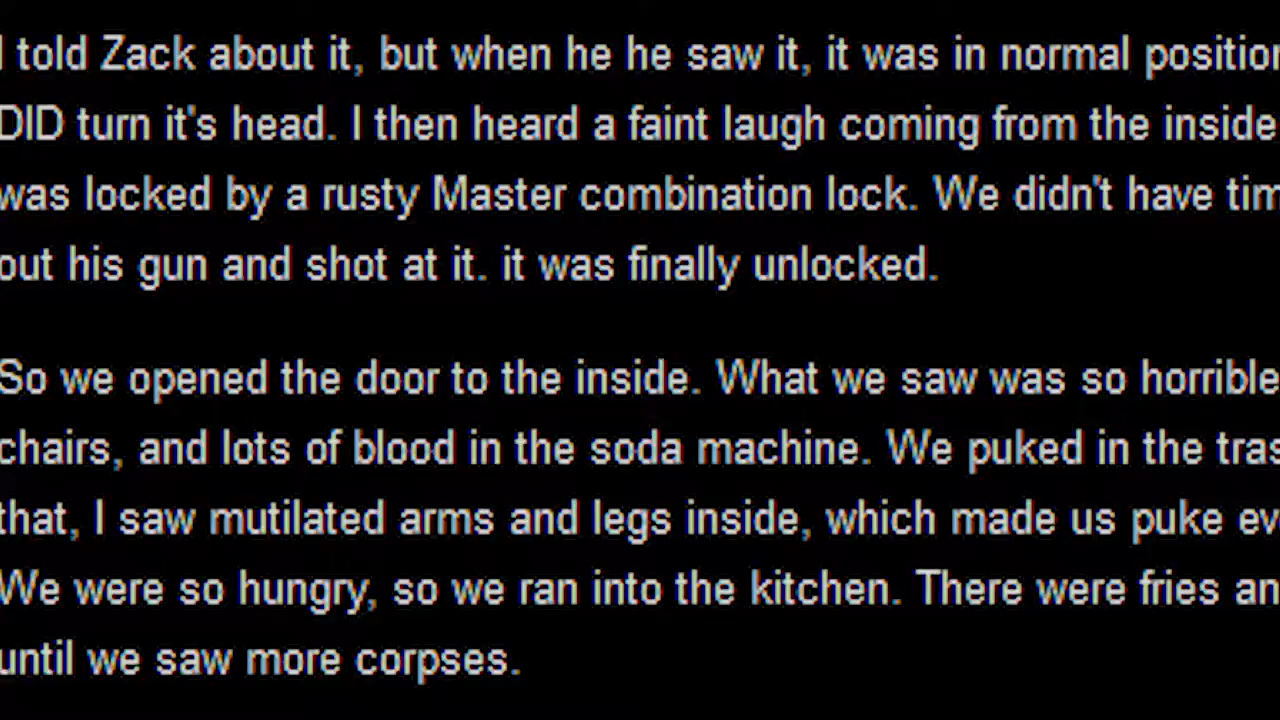 I told Zack about it, but when he he saw it, it was in normal position
DID turn it's head. I then heard a faint laugh coming from the inside
was locked by a rusty Master combination lock. We didn't have tim
out his gun and shot at it. it was finally unlocked.
So we opened the door to the inside. What we saw was so horrible
chairs, and lots of blood in the soda machine. We puked in the tras
that, I saw mutilated arms and legs inside, which made us puke ev
We were so hungry, so we ran into the kitchen. There were fries an
until we saw more corpses.